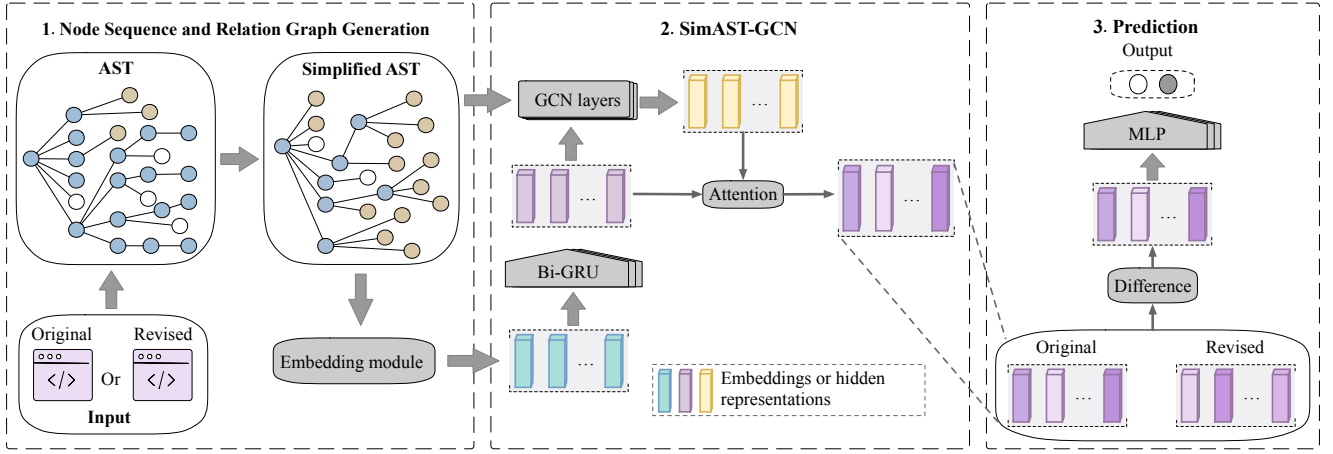 1. Node Sequence and Relation Graph Generation
AST
Simplified AST
Original
Revised
</>
Or
</>
Input
Embedding module
2. SimAST-GCN
GCN layers
...
...
Attention
...
Bi-GRU
...
Embeddings or hidden
representations
3. Prediction
Output
MLP
...
Difference
Original
Revised
...
...